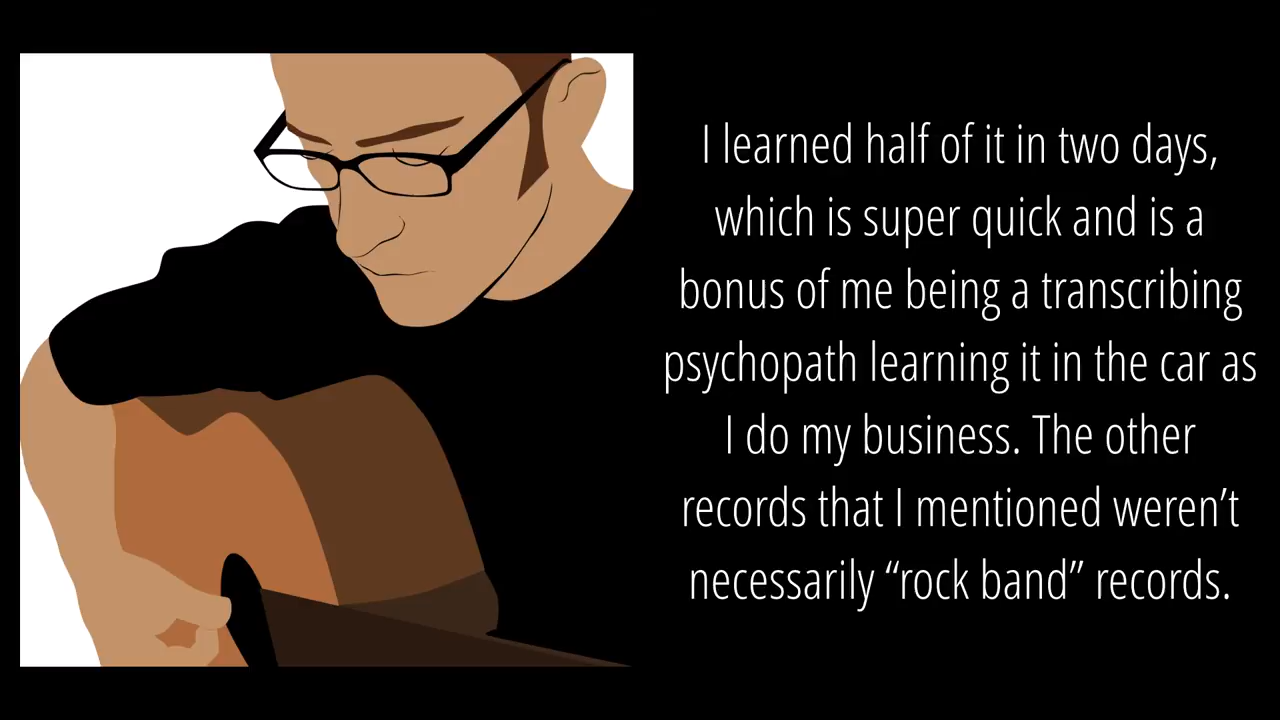 I learned half of it in two days,
which is super quick and is a
bonus of me being a transcribing
psychopath learning it in the car as
I do my business. The other
records that I mentioned weren’t
necessarily “rock band” records.